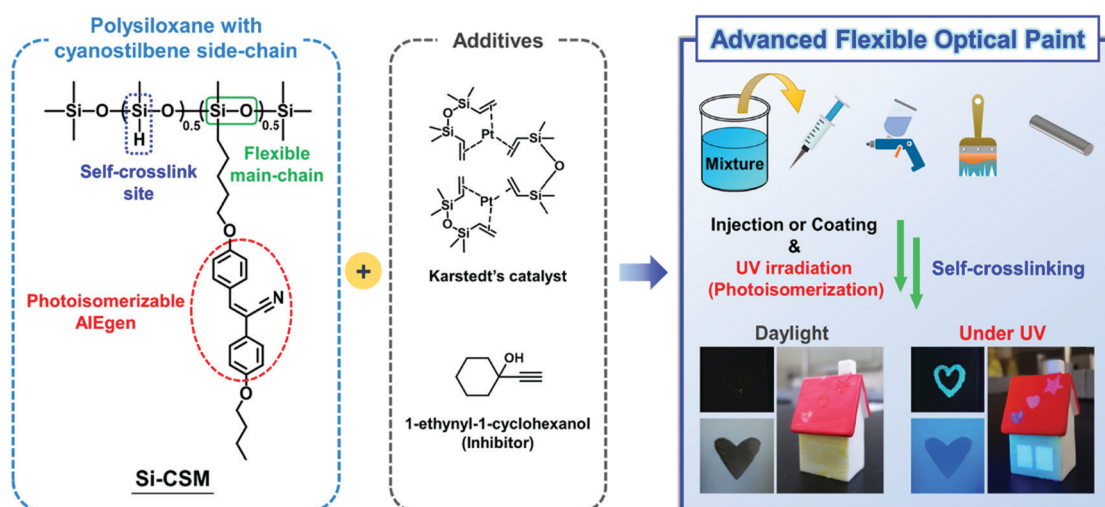 Polysiloxane with
cyanostilbene side-chain
Si
O
Si
O
0.5
Si
O
0.5
Si
H
Self-crosslink
site
Flexible
main-chain
O
N
Photoisomerizable
AIEgen
O
Si-CSM
+
Additives
Si
O
Si
Pt
Si
O
Si
Pt
Si
O
Si
Karstedt's catalyst
OH
1-ethynyl-1-cyclohexanol
(Inhibitor)
Advanced Flexible Optical Paint
Mixture
Injection or Coating
&
UV irradiation
(Photoisomerization)
Self-crosslinking
Daylight
Under UV